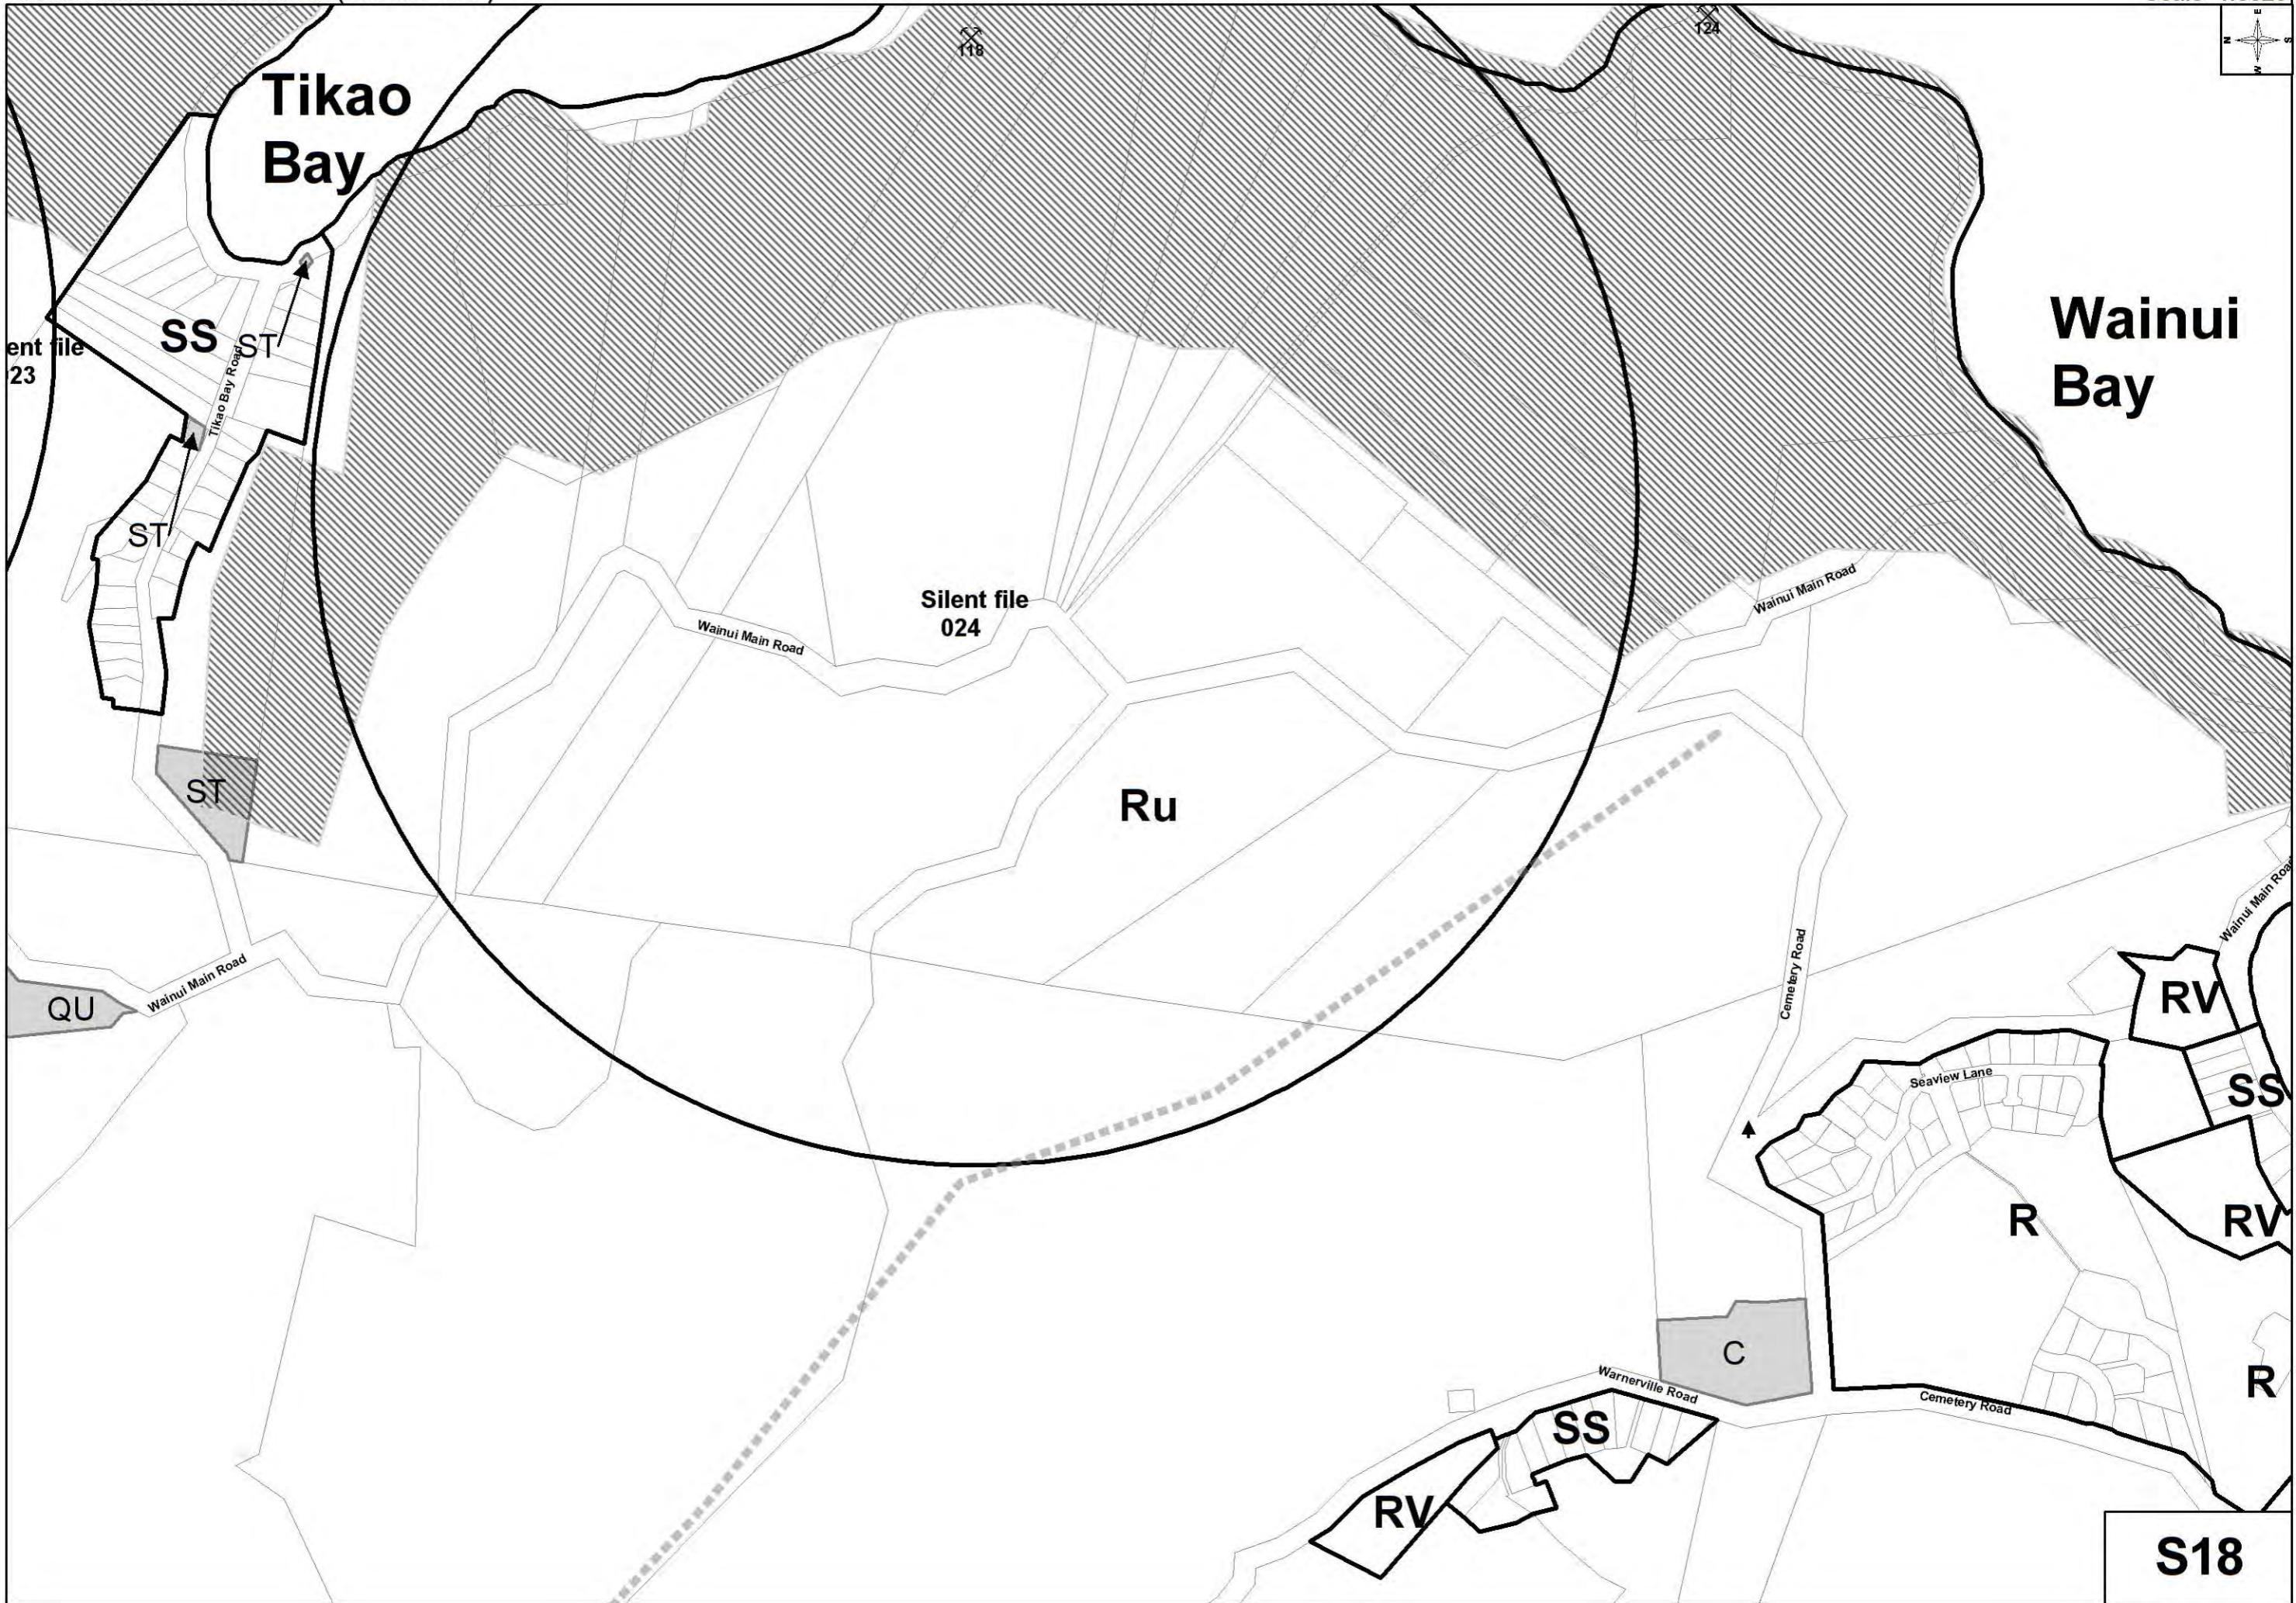 118
124
E
N
S
W
Tikao
Bay
Wainui
Bay
SS
ST
ent file
23
Tikao Bay Road
ST
Silent file
024
Wainui Main Road
Wainui Main Road
ST
Ru
Wainui Main Road
QU
Wainui Main Road
Cemetery Road
RV
Seaview Lane
SS
R
RV
C
Warnerville Road
R
Cemetery Road
SS
RV
S18